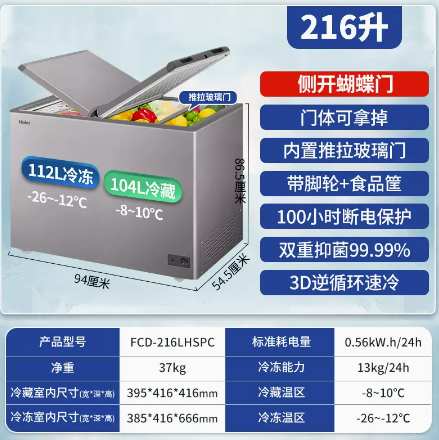 216升
侧开蝴蝶门
推拉玻璃门
门体可拿掉
Haier
内置推拉玻璃门
112L冷冻
-26~-12℃
104L冷藏
-8~10℃
86.5厘米
带脚轮+食品筐
100小时断电保护
双重抑菌99.99%
3D逆循环速冷
94厘米
54.5厘米
产品型号 FCD-216LHSPC 标准耗电量 0.56kW.h/24h
净重 37kg 冷冻能力 13kg/24h
冷藏室内尺寸(宽*深*高) 395*416*416mm 冷藏温区 -8~10℃
冷冻室内尺寸(宽*深*高) 385*416*666mm 冷冻温区 -26~-12℃